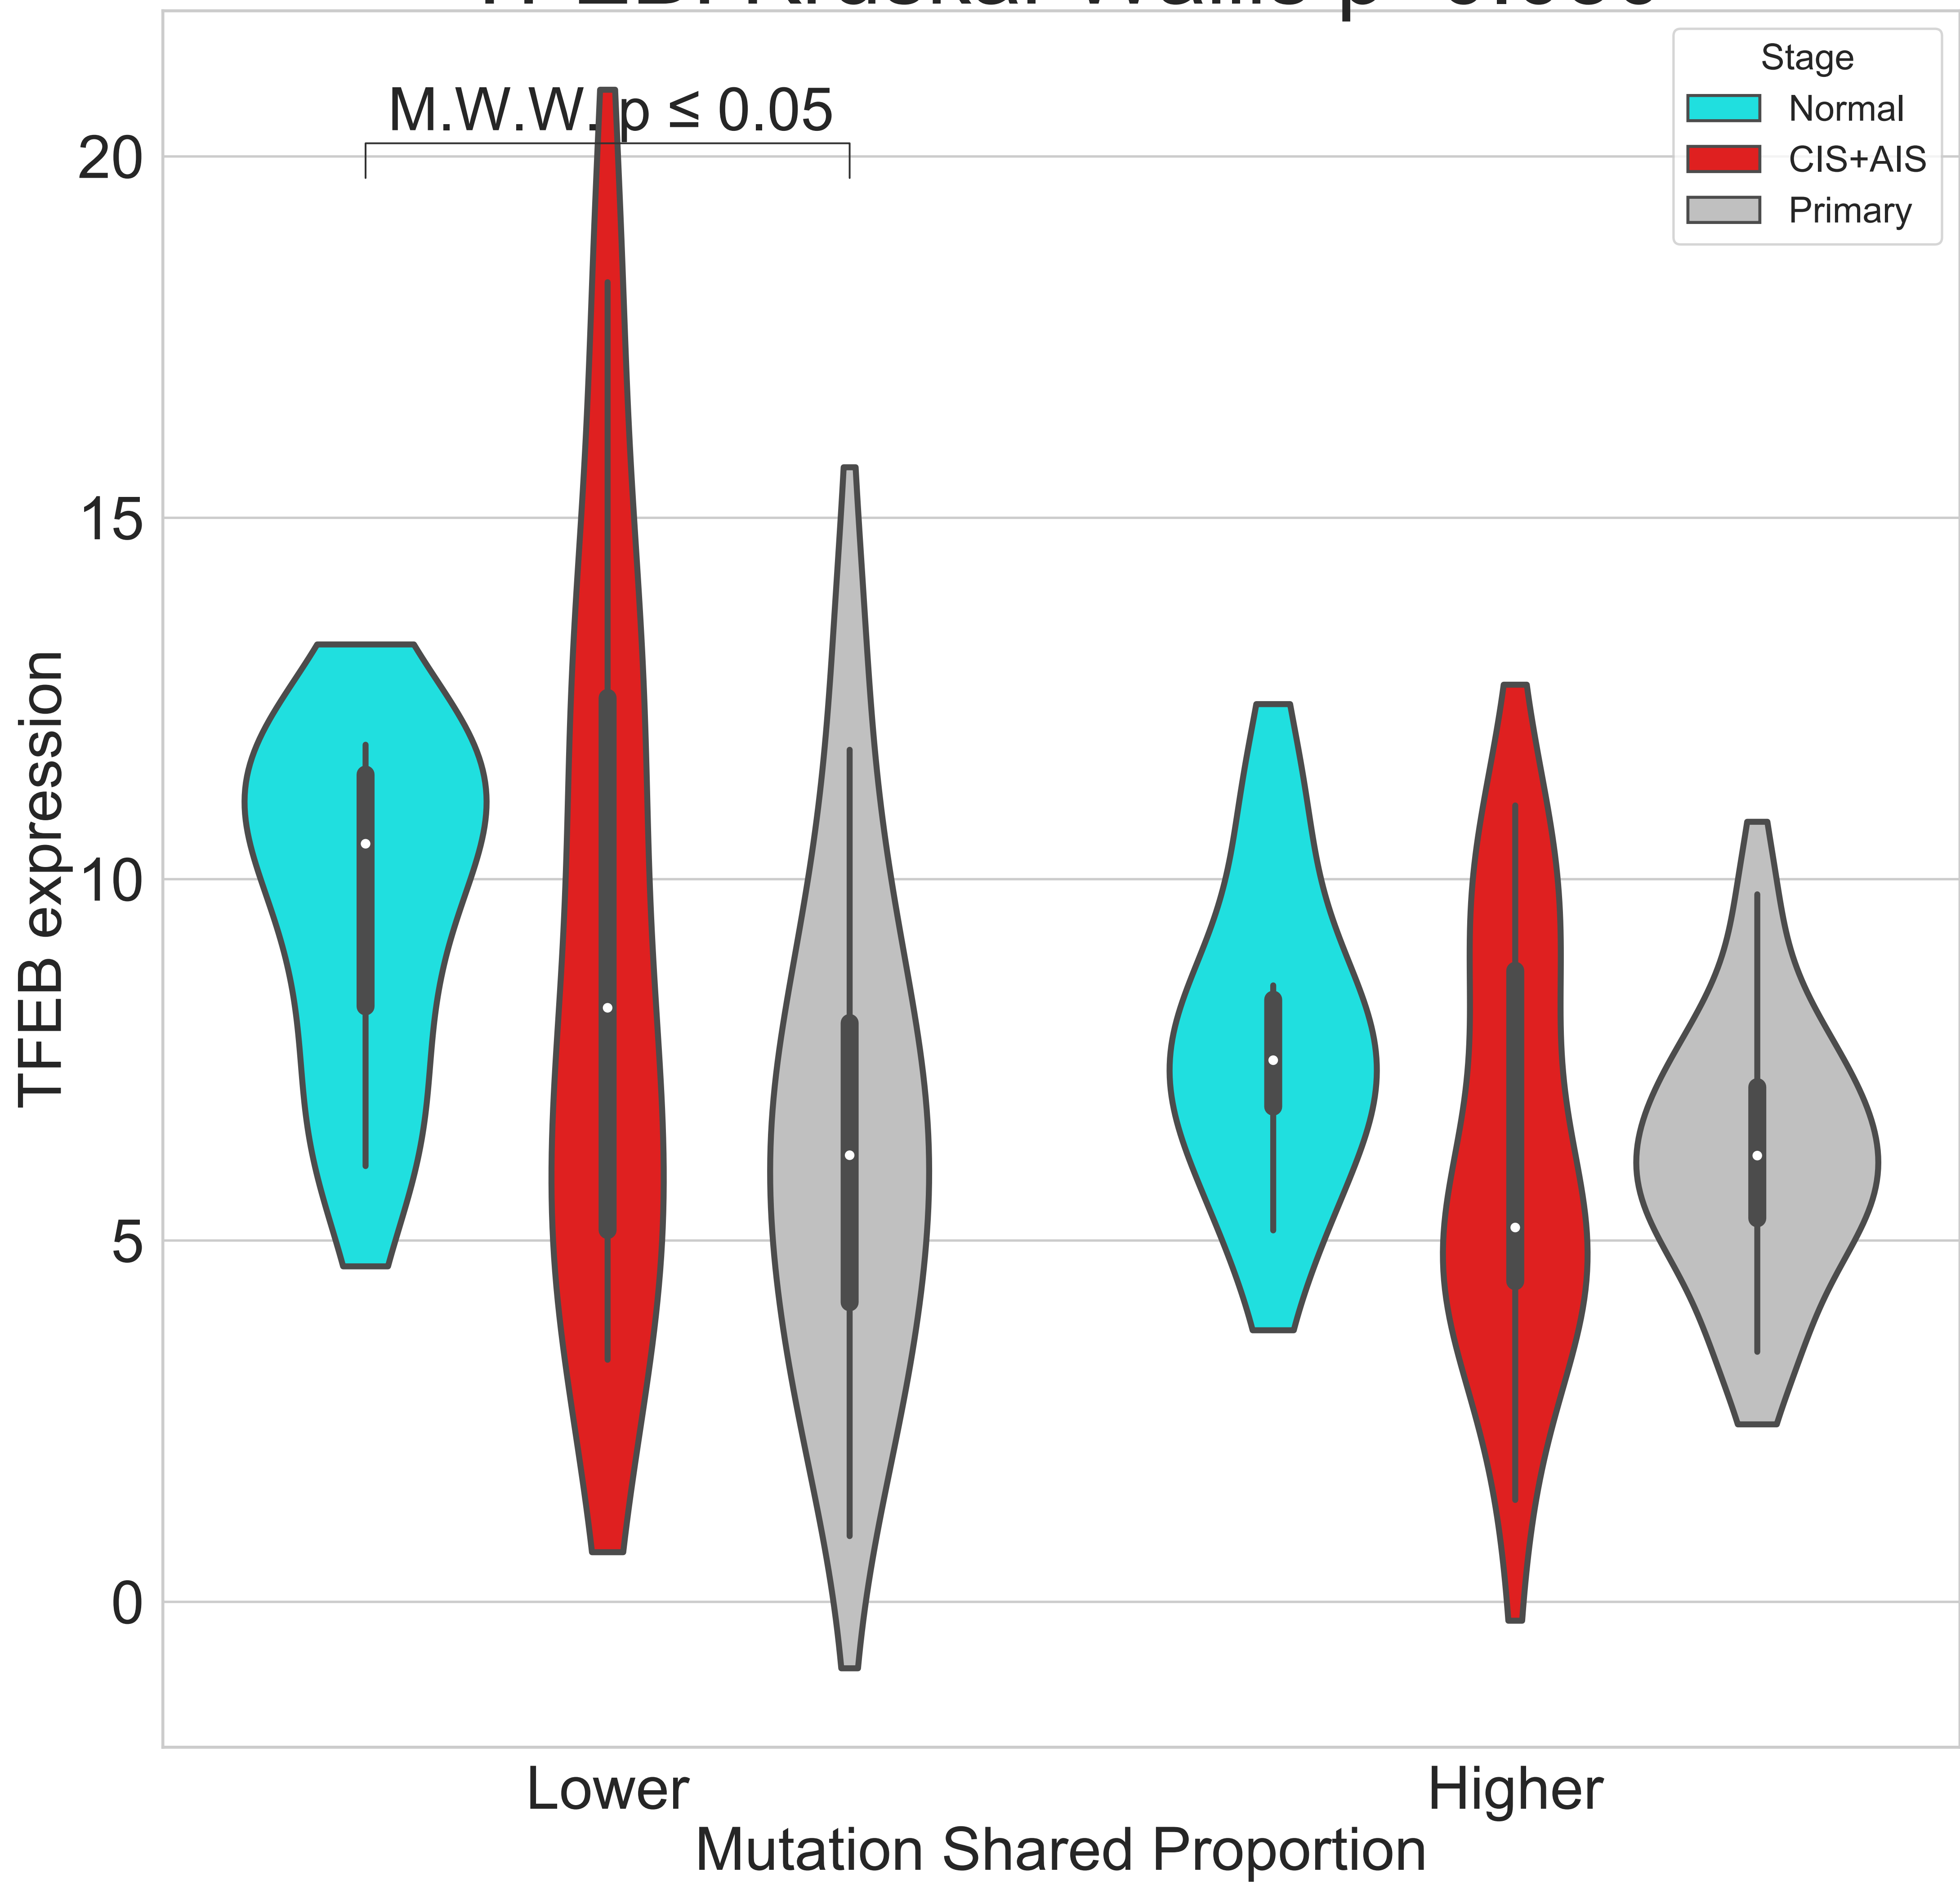 M.W.W. p ≤ 0.05
Stage
Normal
CIS+AIS
Primary
20
15
10
5
0
TFEB expression
Lower
Higher
Mutation Shared Proportion